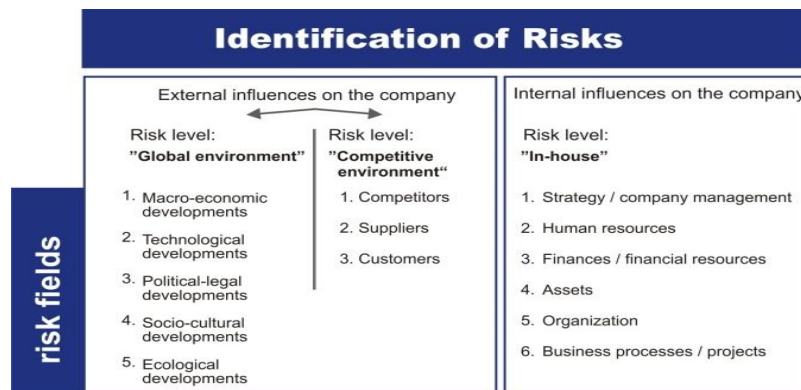 Identification of Risks
External influences on the company
Risk level:
”Global environment”
1. Macro-economic
developments
2. Technological
developments
3. Political-legal
developments
4. Socio-cultural
developments
5. Ecological
developments
Risk level:
”Competitive
environment“
1. Competitors
2. Suppliers
3. Customers
Internal influences on the company
Risk level:
”In-house”
1. Strategy / company management
2. Human resources
3. Finances / financial resources
4. Assets
5. Organization
6. Business processes / projects
risk fields